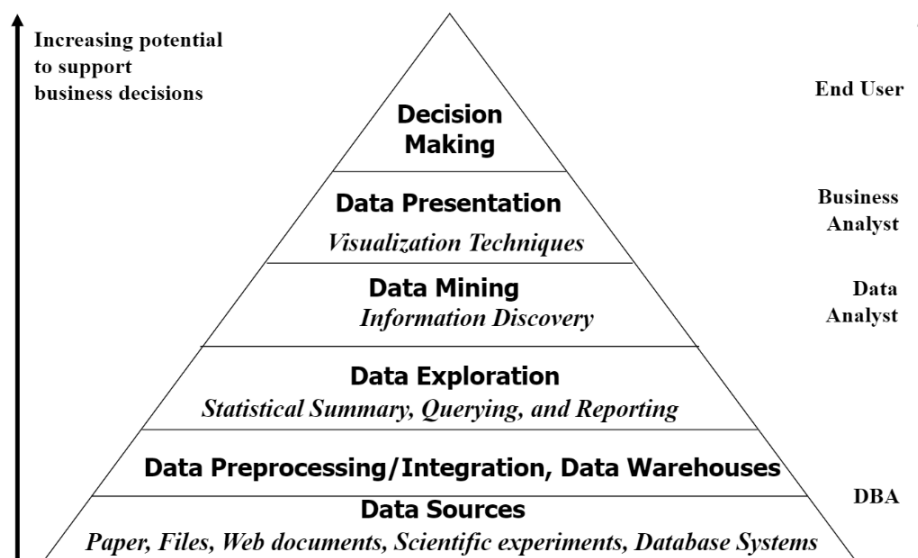 Increasing potential
to support
business decisions
End User
Decision
Making
Data Presentation
Visualization Techniques
Business
Analyst
Data Mining
Information Discovery
Data
Analyst
Data Exploration
Statistical Summary, Querying, and Reporting
Data Preprocessing/Integration, Data Warehouses
DBA
Data Sources
Paper, Files, Web documents, Scientific experiments, Database Systems